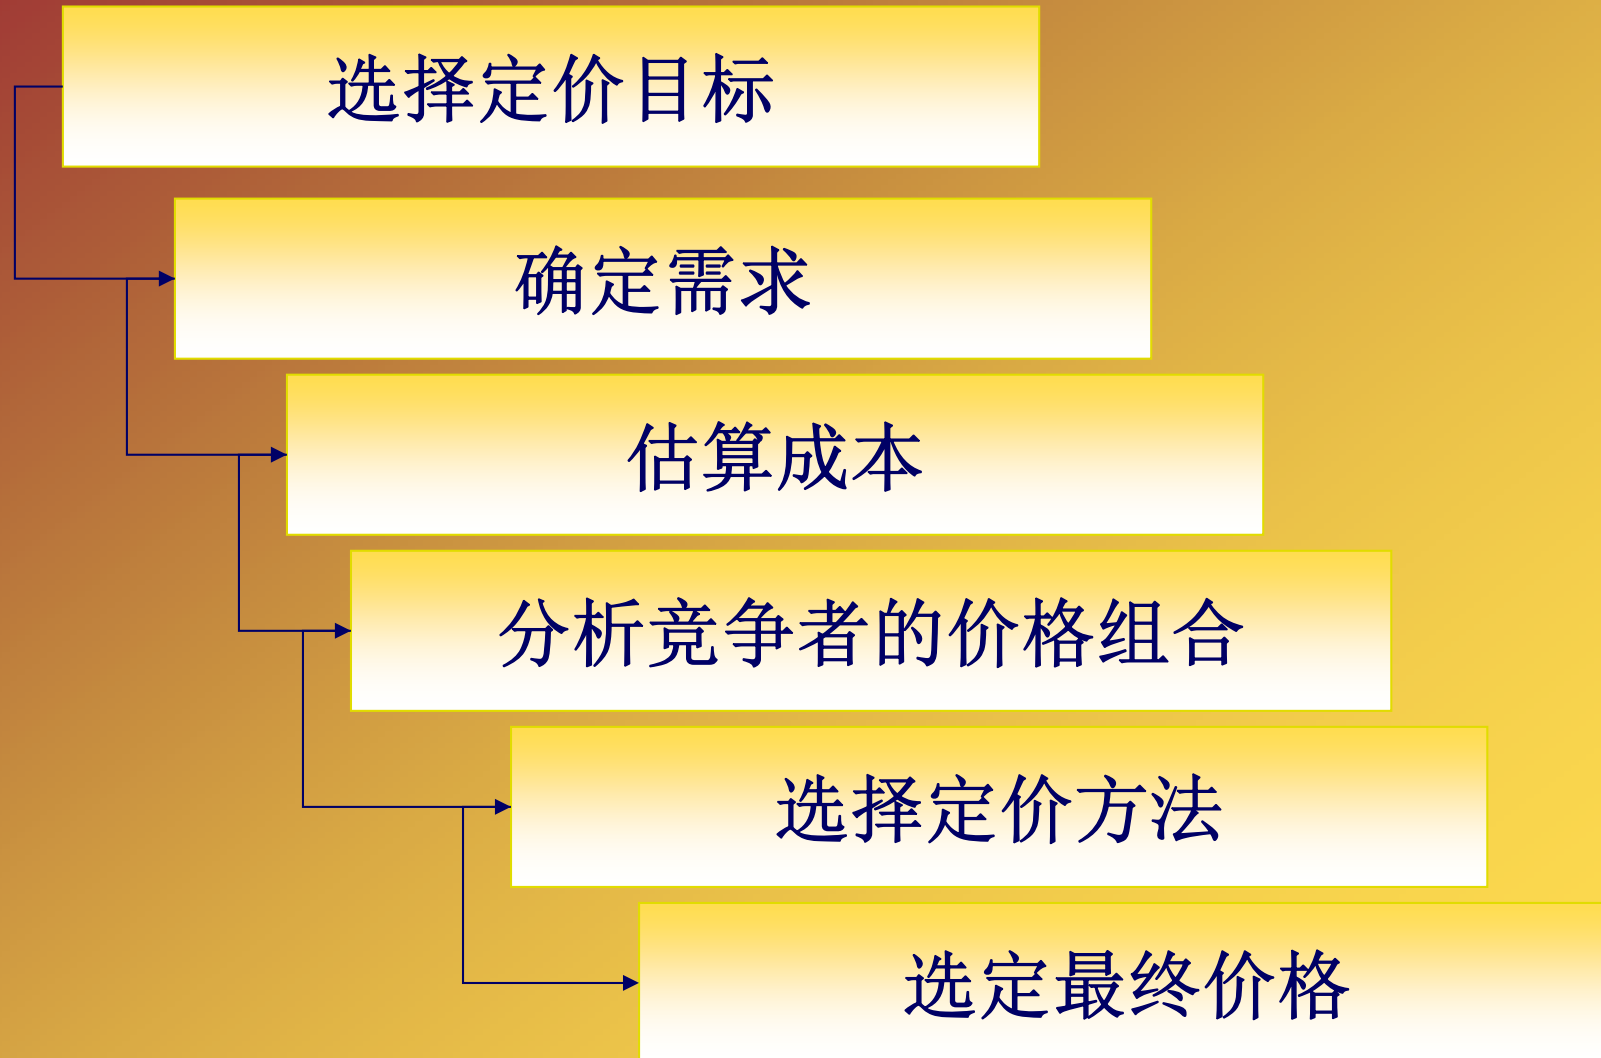 选择定价目标
确定需求
估算成本
分析竞争者的价格组合
选择定价方法
选定最终价格